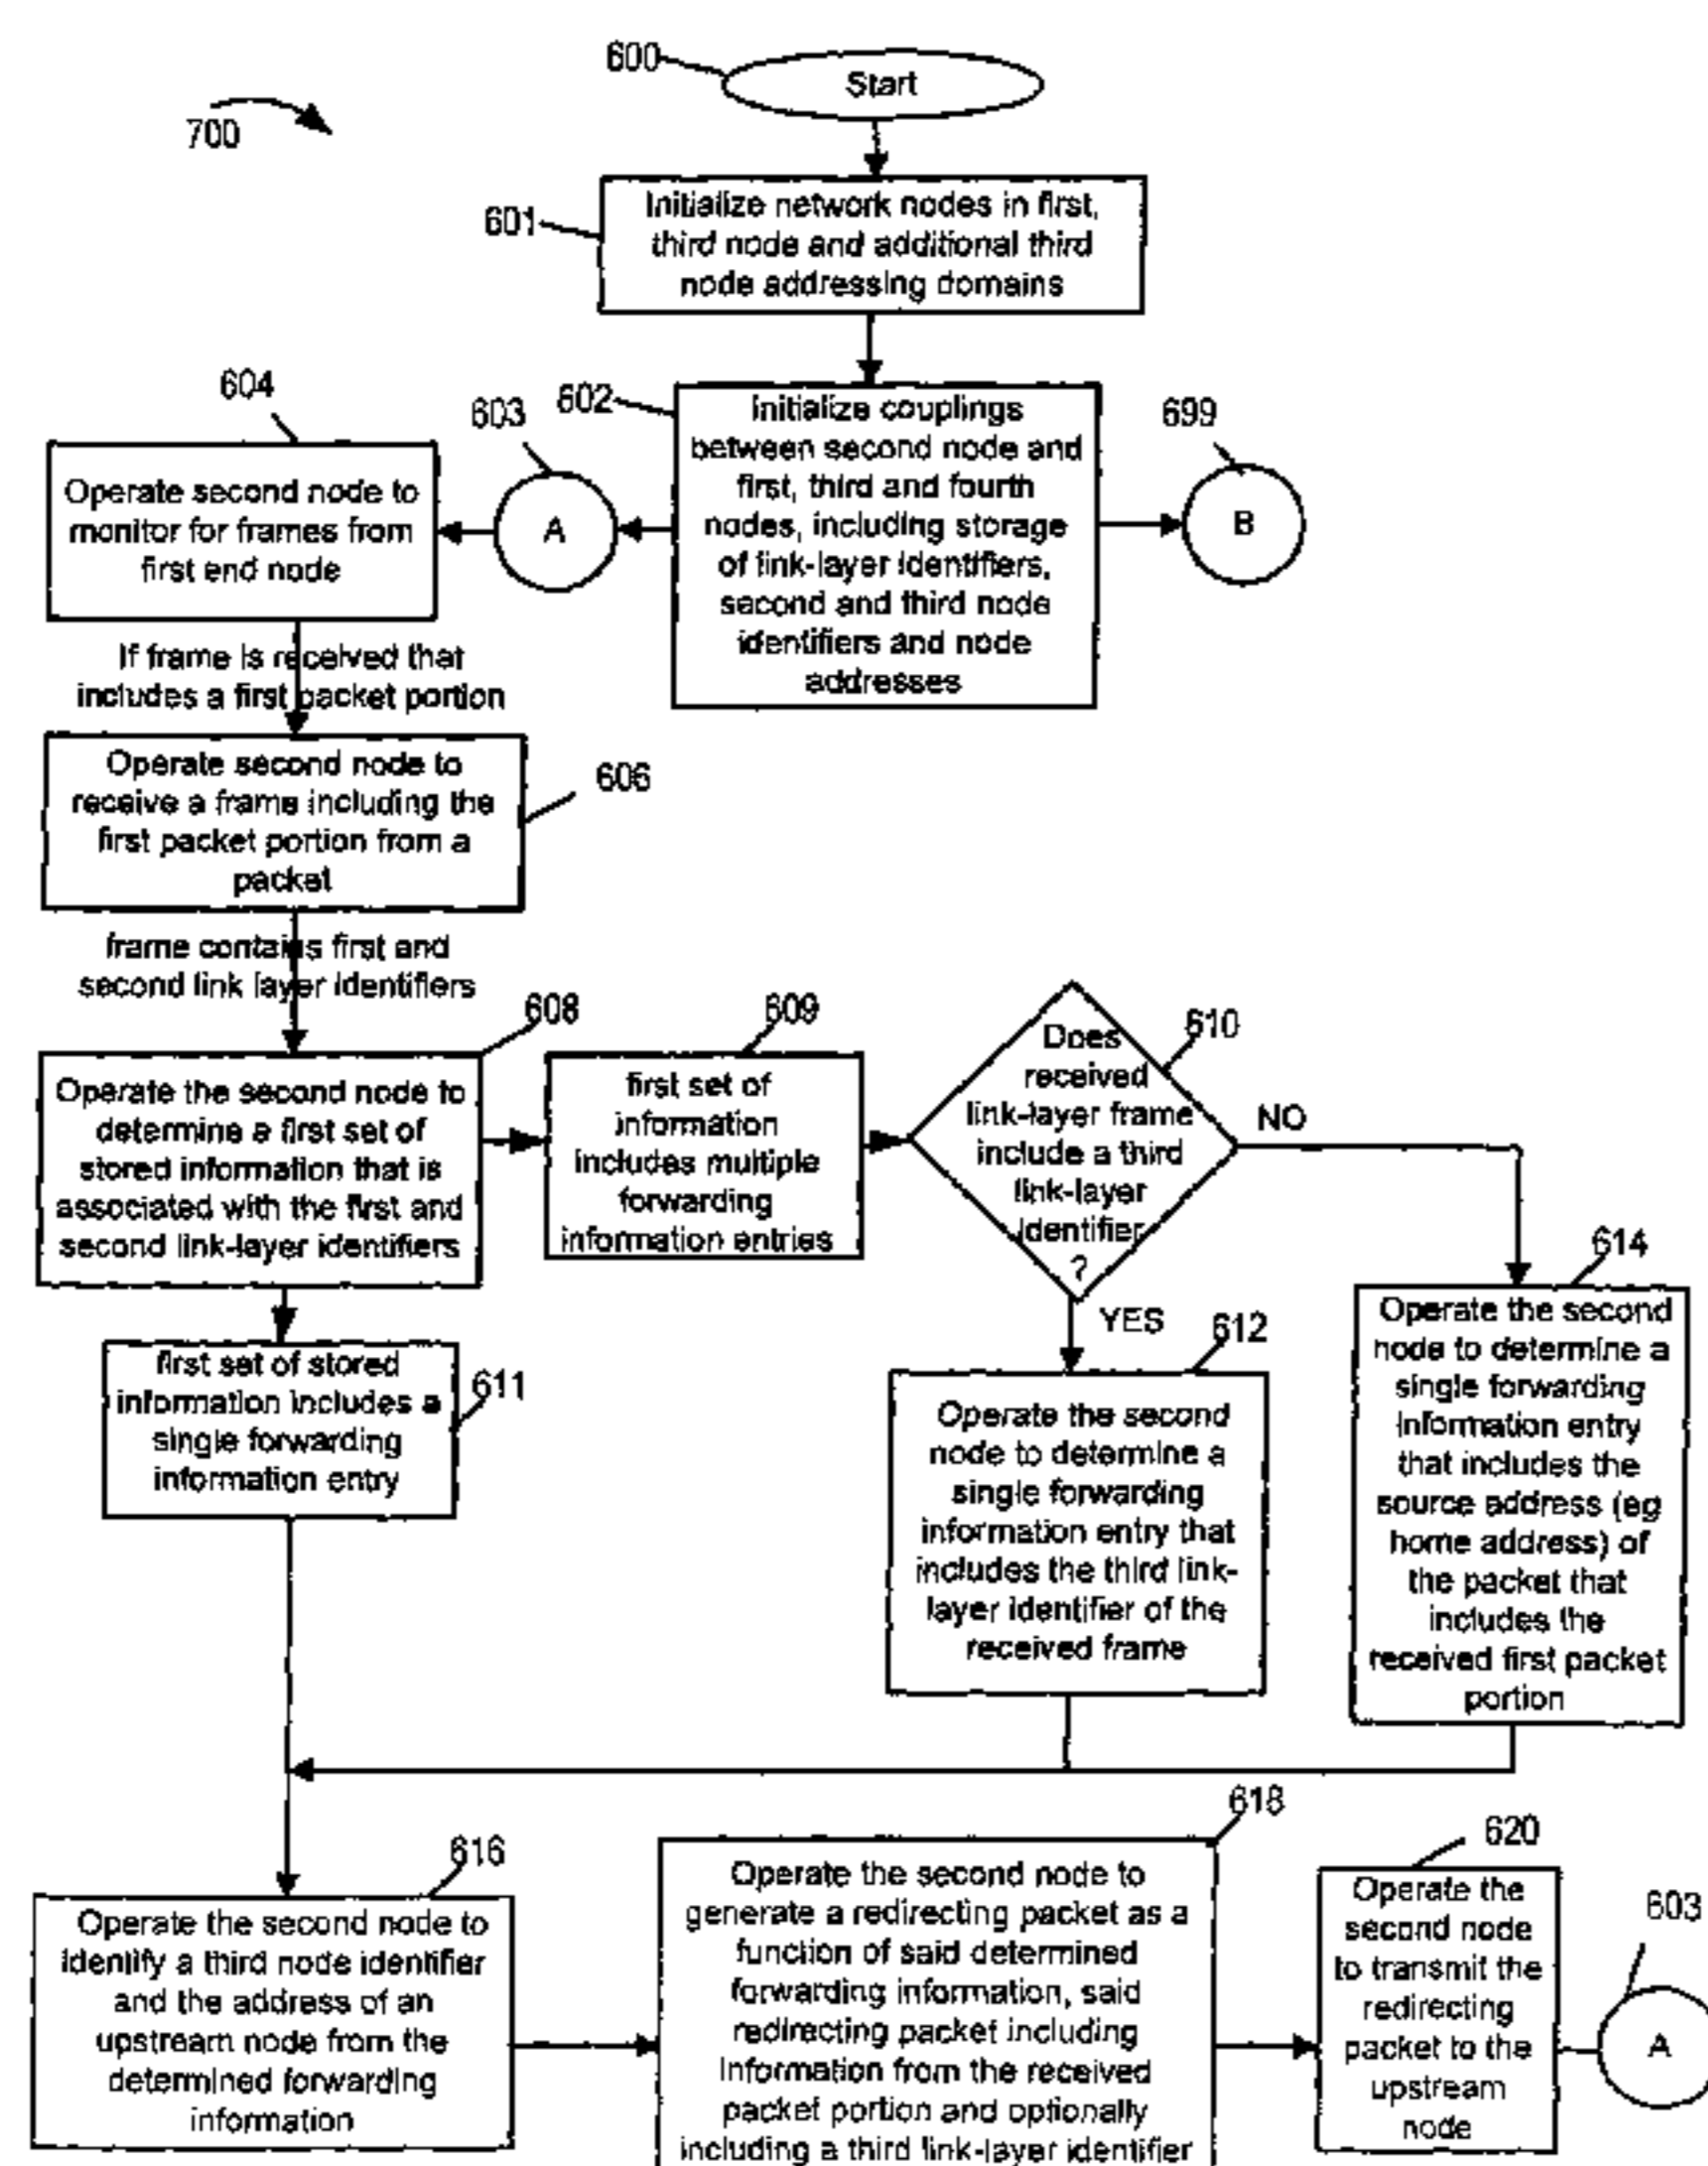 600
Start
700
601
Initialize network nodes in first,
third node and additional third
node addressing domains
604
603
602
Initialize couplings
between second node and
first, third and fourth
nodes, including storage
of link-layer identifiers,
second and third node
identifiers and node
addresses
699
Operate second node to
monitor for frames from
first end node
A
B
If frame is received that
includes a first packet portion
Operate second node to
receive a frame including the
first packet portion from a
packet
606
frame contains first and
second link layer identifiers
608
609
610
Operate the second node to
determine a first set of
stored information that is
associated with the first and
second link-layer identifiers
first set of
information
includes multiple
forwarding
information entries
Does
received
link-layer frame
include a third
link-layer
identifier
?
NO
YES
614
612
611
first set of stored
information includes a
single forwarding
information entry
Operate the second
node to determine a
single forwarding
information entry that
includes the third link-
layer identifier of the
received frame
Operate the second
node to determine a
single forwarding
information entry
that includes the
source address (eg
home address) of
the packet that
includes the
received first packet
portion
616
618
620
603
Operate the second node to
identify a third node identifier
and the address of an
upstream node from the
determined forwarding
information
Operate the second node to
generate a redirecting packet as a
function of said determined
forwarding information, said
redirecting packet including
information from the received
packet portion and optionally
including a third link-layer identifier
Operate the
second node
to transmit the
redirecting
packet to the
upstream
node
A